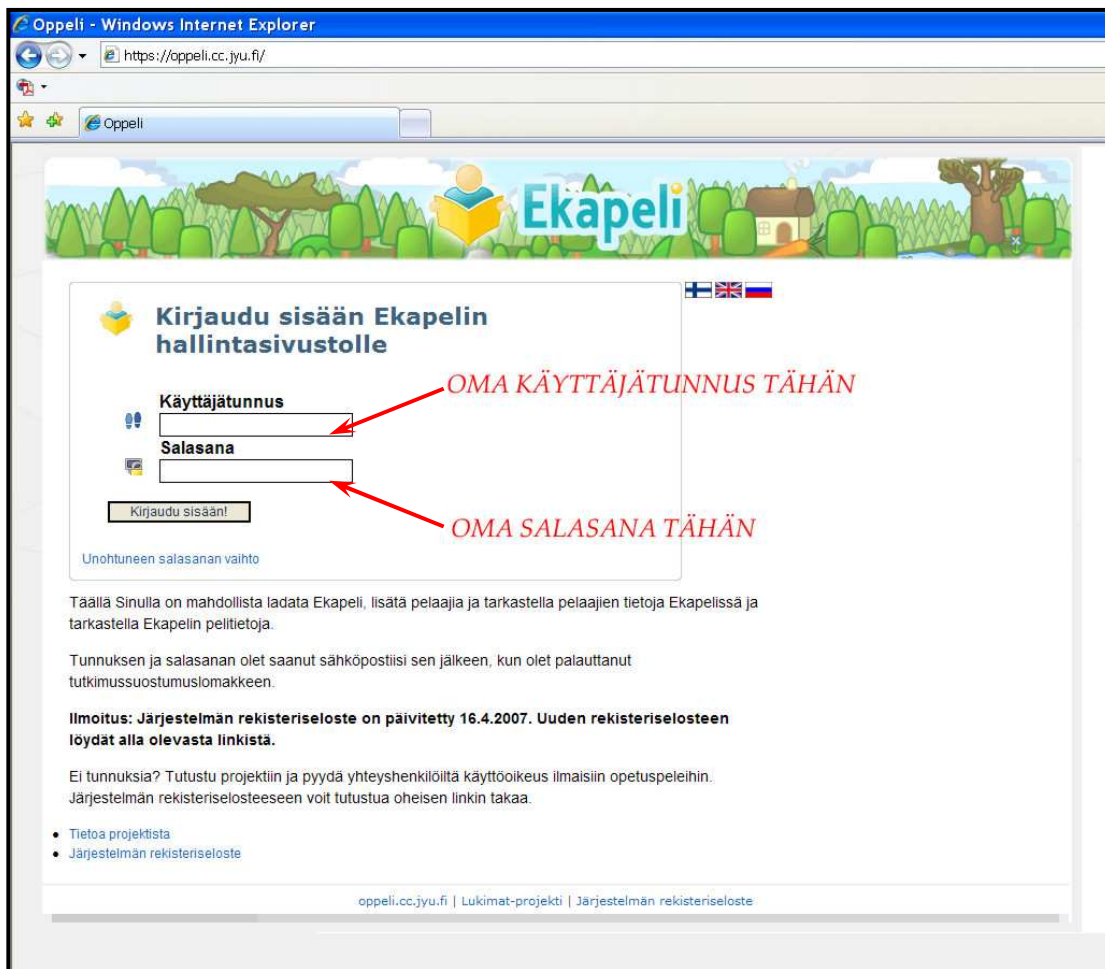 Oppeli - Windows Internet Explorer
https://oppeli.cc.jyu.fi/
Oppeli
Ekapeli
Kirjaudu sisään Ekapelin
hallintasivustolle
OMA KÄYTTÄJÄTUNNUS TÄHÄN
Käyttäjätunnus
Salasana
Kirjaudu sisään!
OMA SALASANA TÄHÄN
Unohtuneen salasanan vaihto
Täällä Sinulla on mahdollista ladata Ekapeli, lisätä pelaajia ja tarkastella pelaajien tietoja Ekapelissä ja
tarkastella Ekapelin pelitietoja.
Tunnuksen ja salasanan olet saanut sähköpostiisi sen jälkeen, kun olet palauttanut
tutkimussuostumuslomakkeen.
Ilmoitus: Järjestelmän rekisteriseloste on päivitetty 16.4.2007. Uuden rekisteriselosteen
löydät alla olevasta linkistä.
Ei tunnuksia? Tutustu projektiin ja pyydä yhteyshenkilöiltä käyttöoikeus ilmaisiin opetuspeleihin.
Järjestelmän rekisteriselosteeseen voit tutustua oheisen linkin takaa.
Tietoa projektista
Järjestelmän rekisteriseloste
oppeli.cc.jyu.fi | Lukimat-projekti | Järjestelmän rekisteriseloste